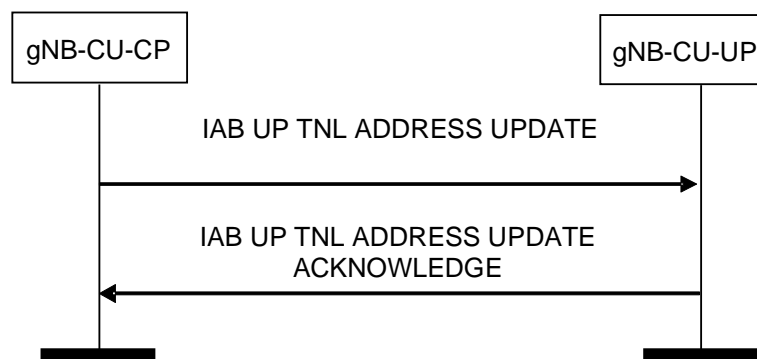 gNB-CU-CP
gNB-CU-UP
IAB UP TNL ADDRESS UPDATE
IAB UP TNL ADDRESS UPDATE
ACKNOWLEDGE